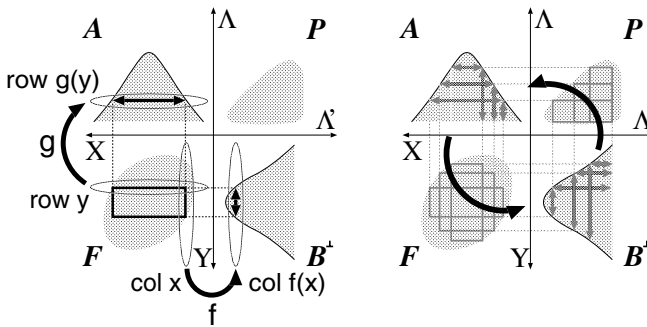 A Λ P
row g(y)
Λ'
g X
row y
F Y B⊥
col x col f(x)
f
A Λ P
X Λ'
F Y B⊥